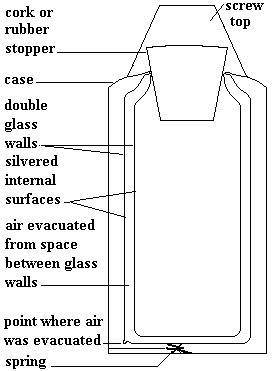 cork or
rubber
stopper
screw
top
case
double
glass
walls
silvered
internal
surfaces
air evacuated
from space
between glass
walls
point where air
was evacuated
spring